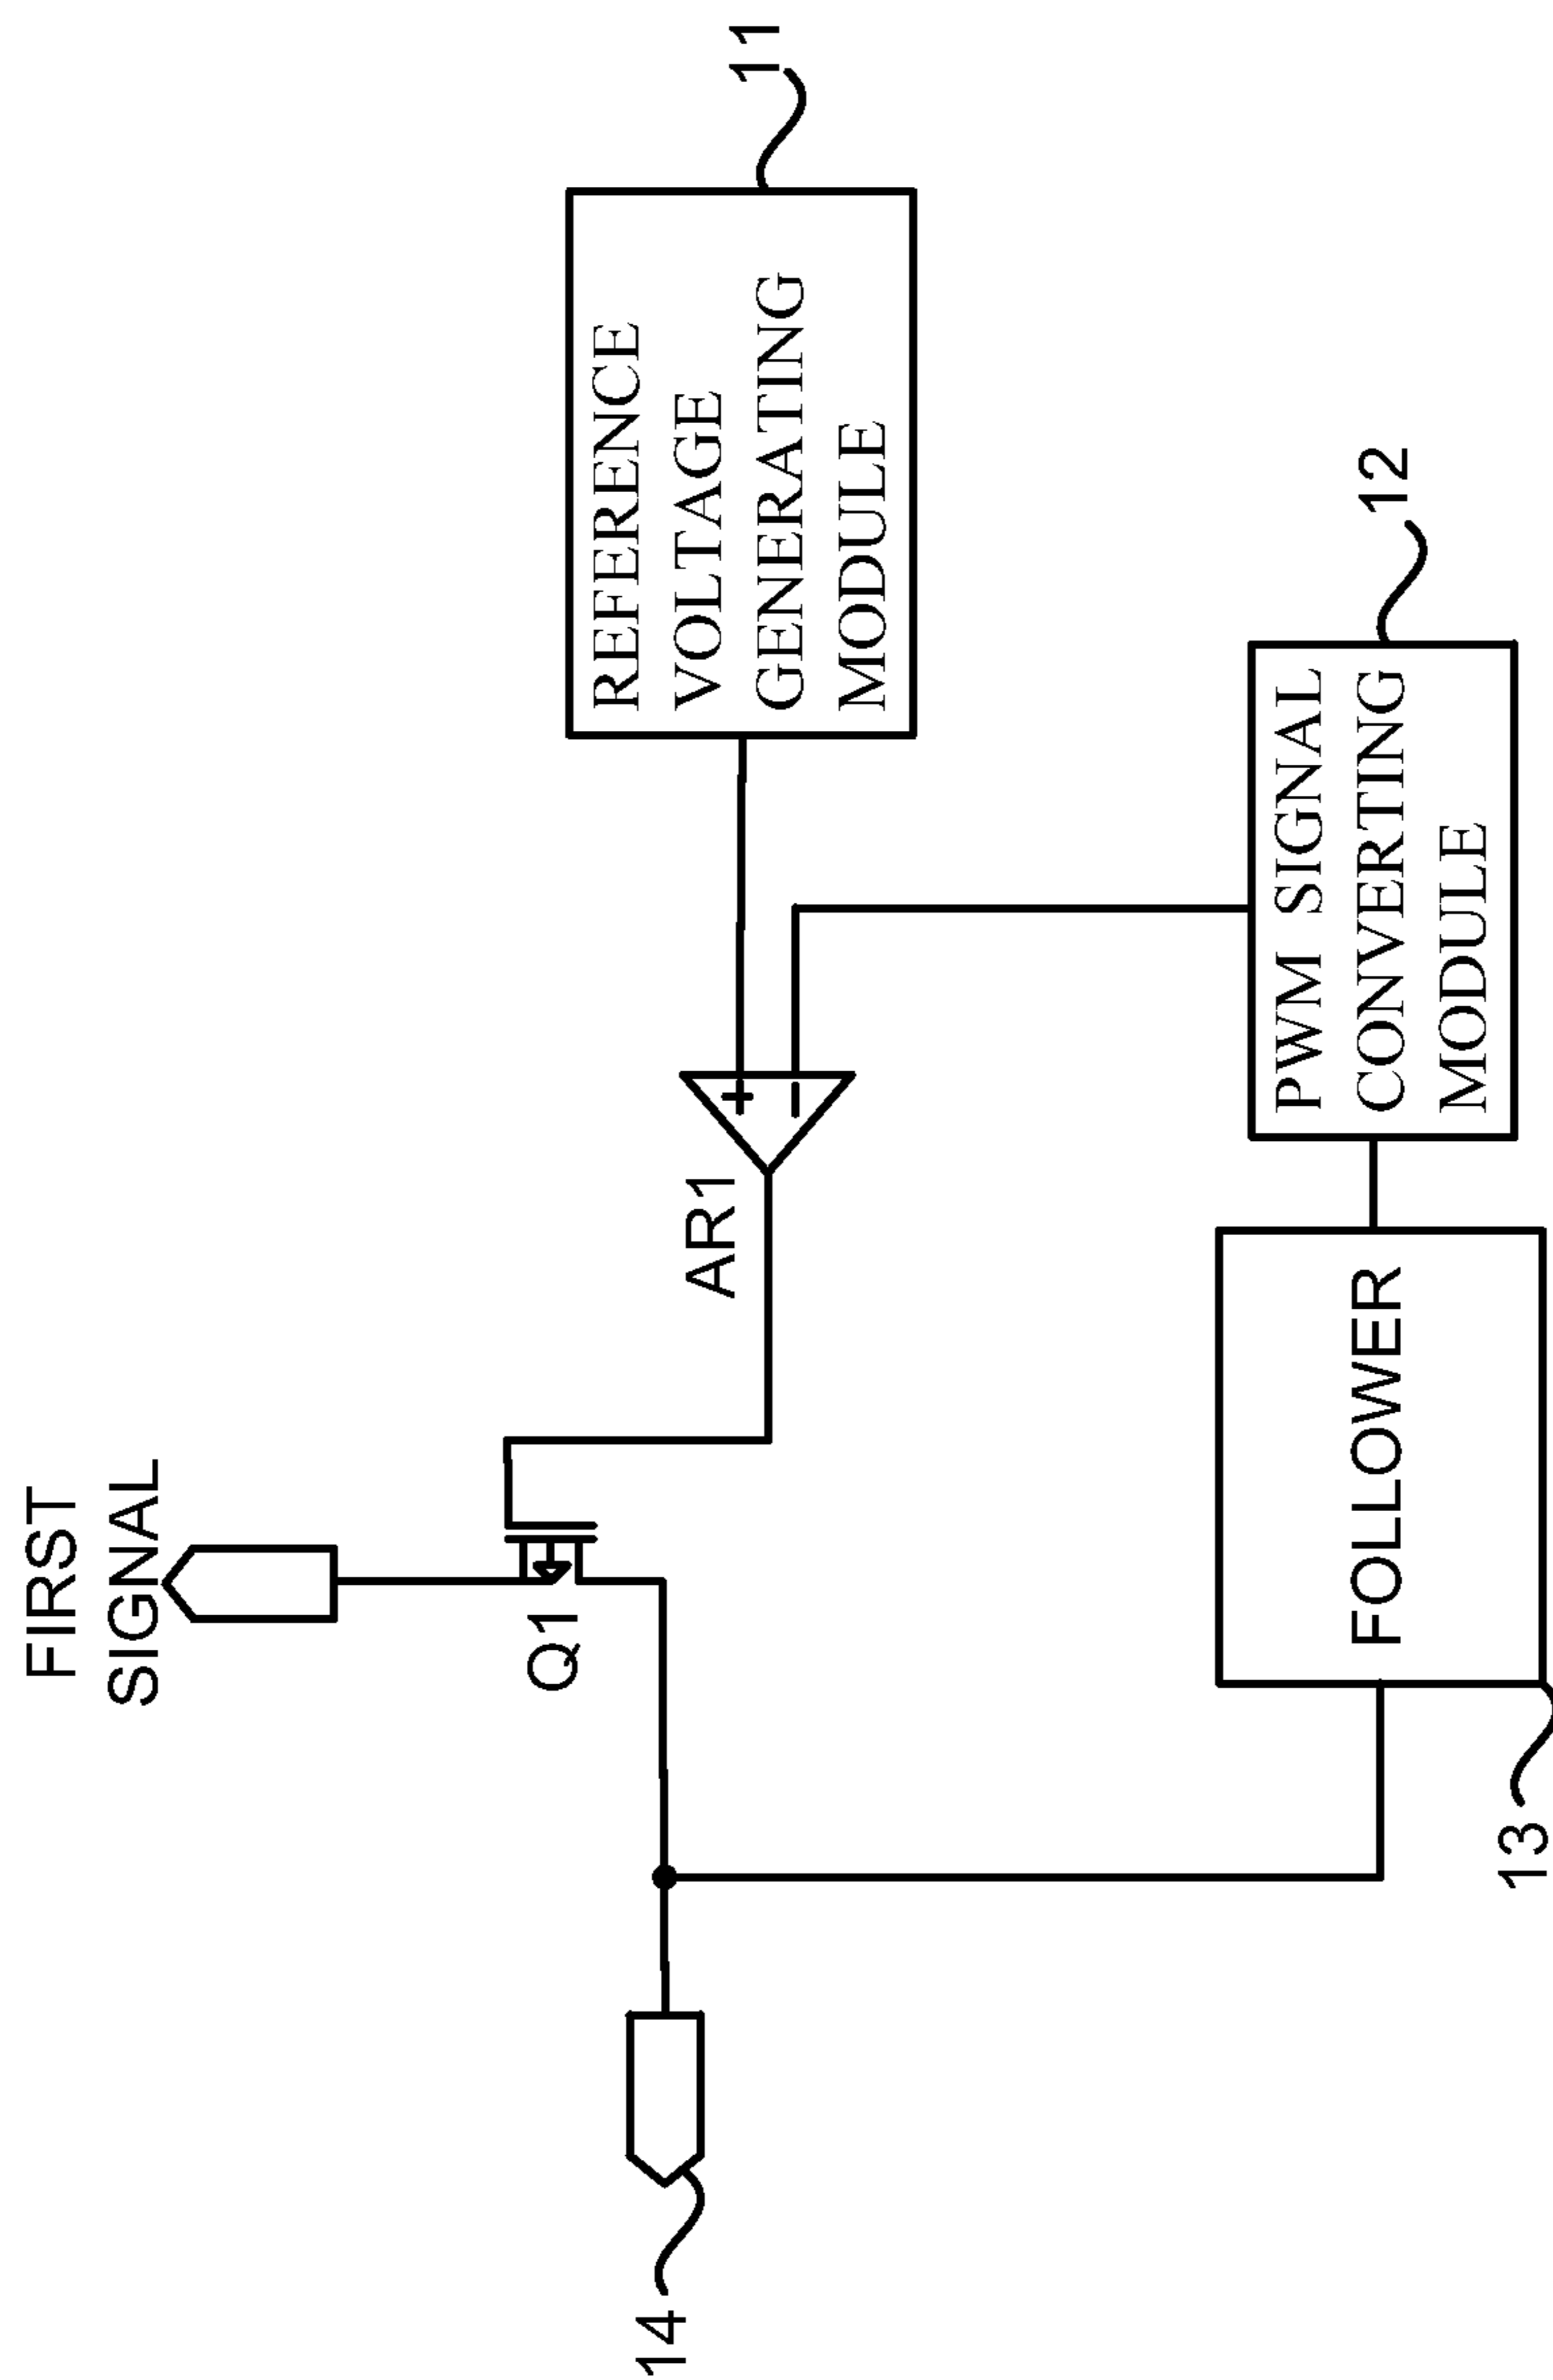 FIRST
SIGNAL
Q1
AR1
REFERENCE
VOLTAGE
GENERATING
MODULE
11
14
PWM SIGNAL
CONVERTING
MODULE
12
FOLLOWER
13
+
−